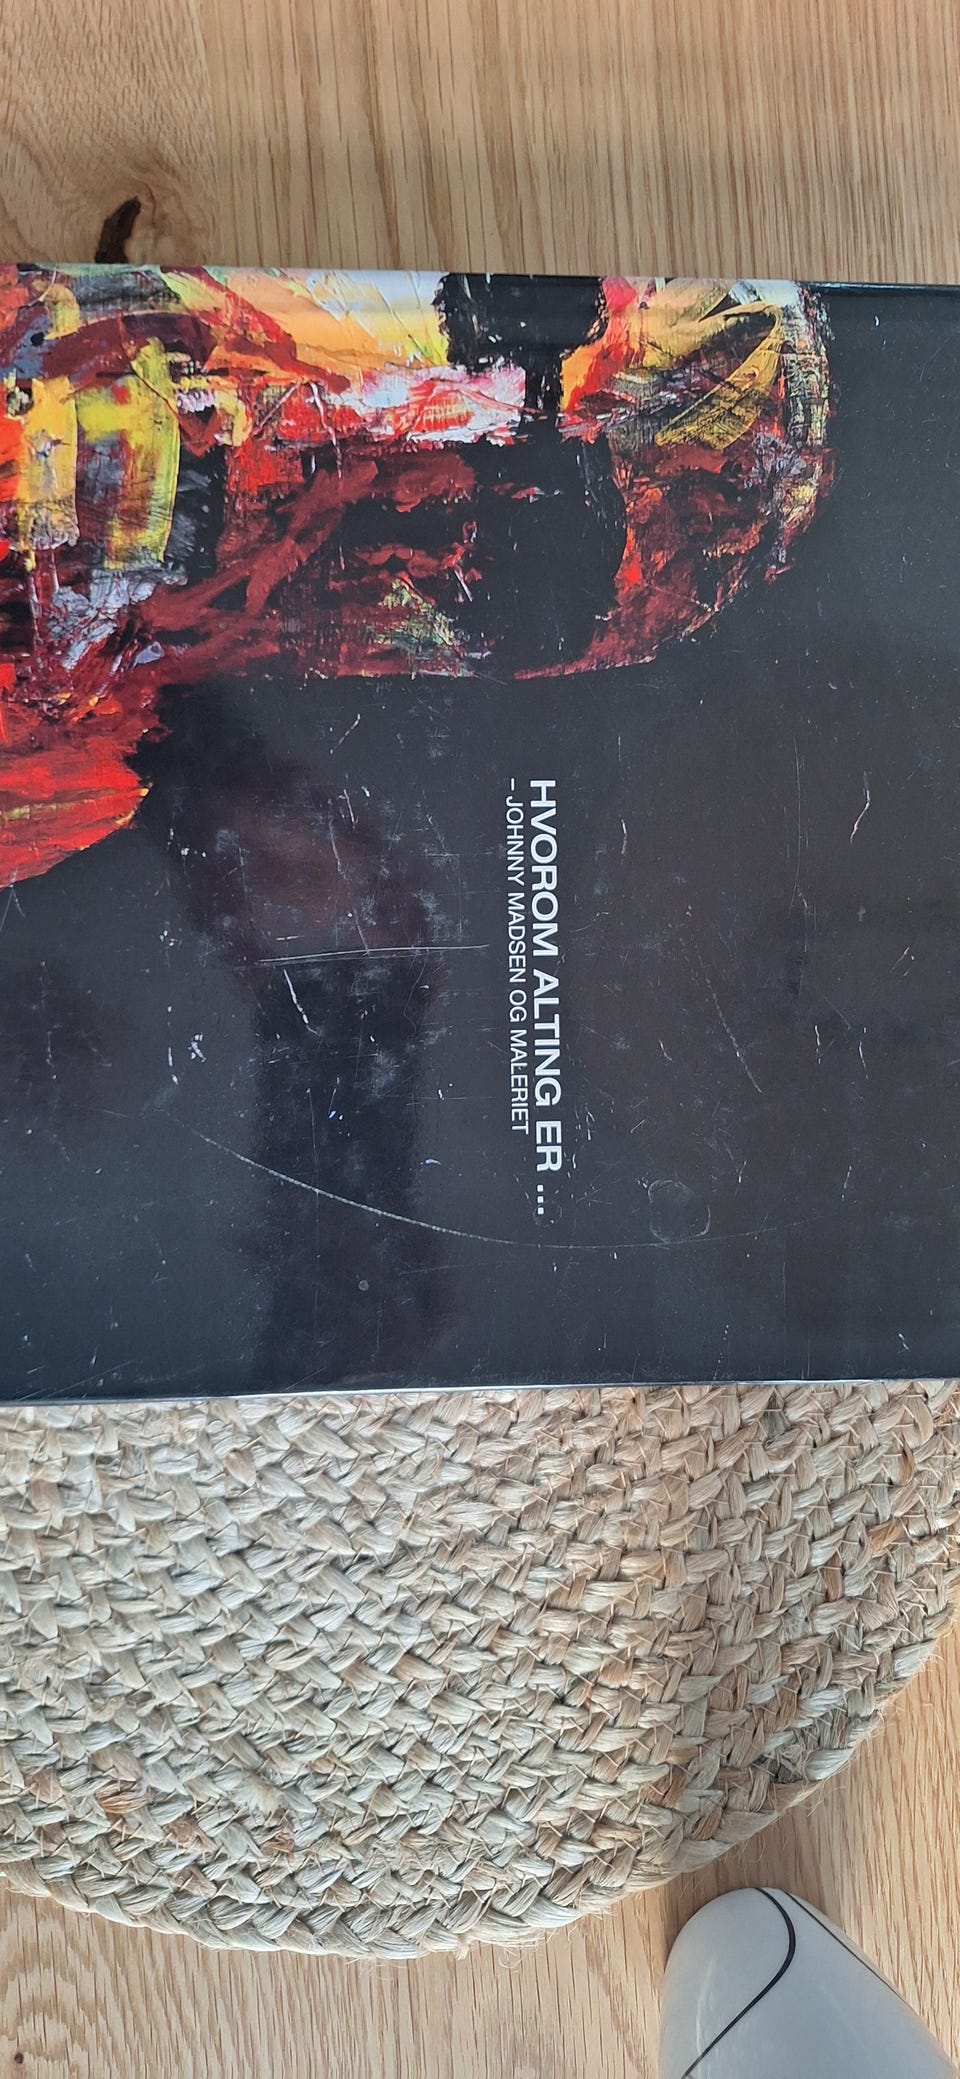 HVOROM ALTING ER ...
– JOHNNY MADSEN OG MALERIET